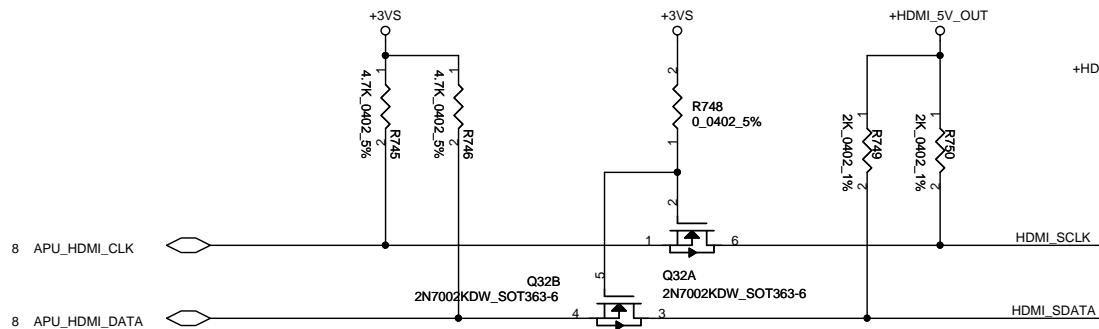 +3VS
+3VS
+HDMI_5V_OUT
+HD
1
4.7K_0402_5%
R745
2
1
4.7K_0402_5%
R746
2
2
R748
0_0402_5%
1
1
2K_0402_1%
R749
2
1
2K_0402_1%
R750
2
2
8 APU_HDMI_CLK
1
6
HDMI_SCLK
5
Q32B
2N7002KDW_SOT363-6
Q32A
2N7002KDW_SOT363-6
8 APU_HDMI_DATA
4
3
HDMI_SDATA